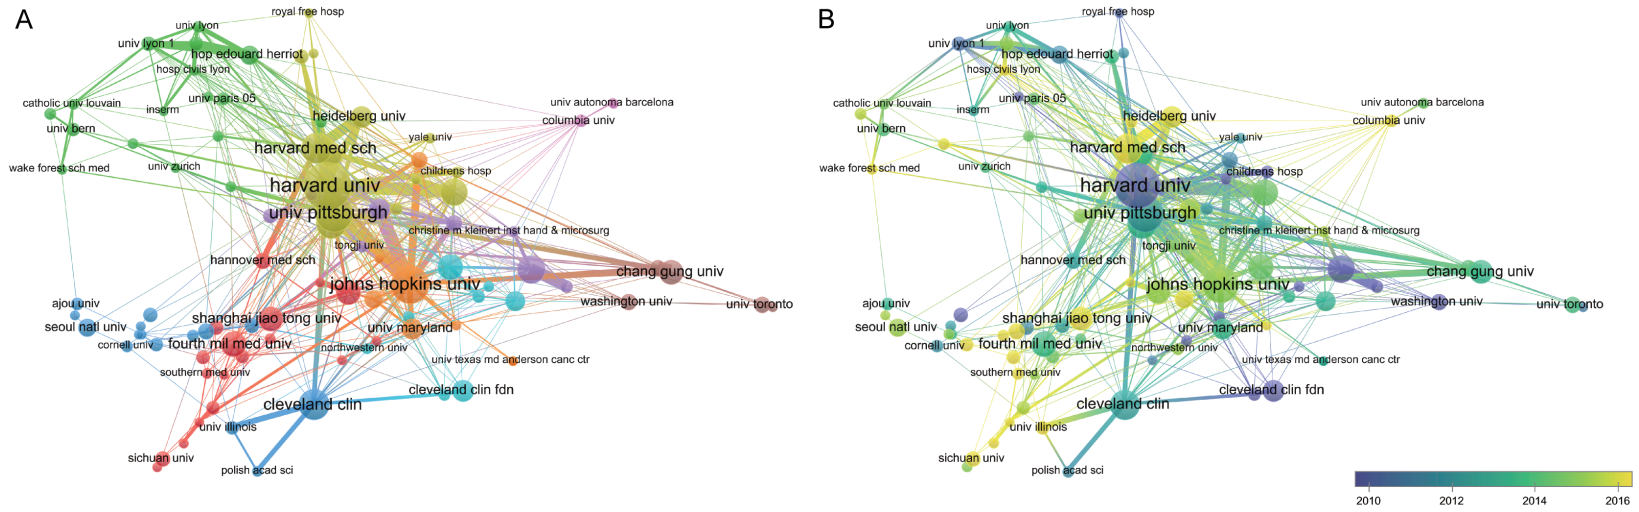 A
royal free hosp
univ lyon
univ lyon 1
hop edouard herriot
hosp civils lyon
univ paris 05
catholic univ louvain
inserm
univ autonoma barcelona
heidelberg univ
columbia univ
univ bern
yale univ
harvard med sch
wake forest sch med
univ zurich
childrens hosp
harvard univ
univ pittsburgh
christine m kleinert inst hand & microsurg
tongji univ
hannover med sch
chang gung univ
johns hopkins univ
ajou univ
washington univ
univ toronto
shanghai jiao tong univ
seoul natl univ
univ maryland
cornell univ
fourth mil med univ
northwestern univ
univ texas md anderson canc ctr
southern med univ
cleveland clin fdn
cleveland clin
univ illinois
sichuan univ
polish acad sci
B
royal free hosp
univ lyon
univ lyon 1
hop edouard herriot
hosp civils lyon
univ paris 05
catholic univ louvain
inserm
univ autonoma barcelona
heidelberg univ
columbia univ
univ bern
yale univ
harvard med sch
wake forest sch med
univ zurich
childrens hosp
harvard univ
univ pittsburgh
christine m kleinert inst hand & microsurg
tongji univ
hannover med sch
chang gung univ
johns hopkins univ
ajou univ
washington univ
univ toronto
shanghai jiao tong univ
seoul natl univ
univ maryland
cornell univ
fourth mil med univ
northwestern univ
univ texas md anderson canc ctr
southern med univ
cleveland clin fdn
cleveland clin
univ illinois
sichuan univ
polish acad sci
2010 2012 2014 2016